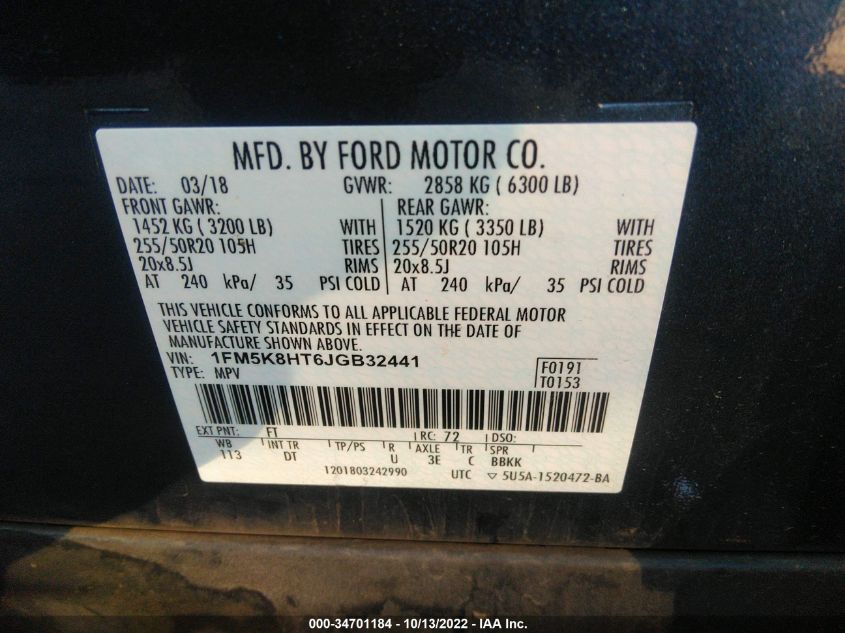 MFD. BY FORD MOTOR CO.
DATE: 03/18 GVWR: 2858 KG ( 6300 LB)
FRONT GAWR: REAR GAWR:
1452 KG ( 3200 LB) WITH 1520 KG ( 3350 LB) WITH
255/50R20 105H TIRES 255/50R20 105H TIRES
20x8.5J RIMS 20x8.5J RIMS
AT 240 kPa/ 35 PSI COLD AT 240 kPa/ 35 PSI COLD
THIS VEHICLE CONFORMS TO ALL APPLICABLE FEDERAL MOTOR
VEHICLE SAFETY STANDARDS IN EFFECT ON THE DATE OF
MANUFACTURE SHOWN ABOVE.
VIN: 1FM5K8HT6JGB32441 F0191
TYPE: MPV T0153
EXT PNT: FT RC: 72 DSO:
WB INT TR TP/PS R AXLE TR SPR
113 DT U 3E C BBKK
1201803242990 UTC ▽ 5U5A-1520472-BA
000-34701184 - 10/13/2022 - IAA Inc.